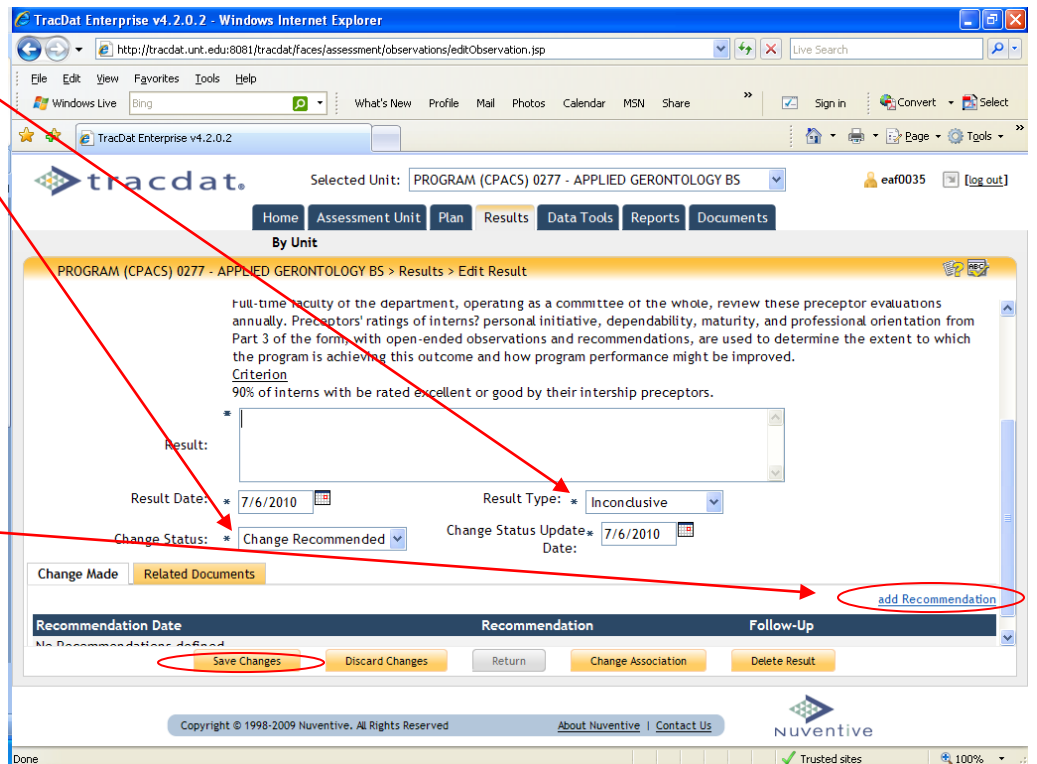 TracDat Enterprise v4.2.0.2 - Windows Internet Explorer
http://tracdat.unt.edu:8081/tracdat/faces/assessment/observations/editObservation.jsp
Live Search
File Edit View Favorites Tools Help
Windows Live Bing What's New Profile Mail Photos Calendar MSN Share » Sign in Convert Select
TracDat Enterprise v4.2.0.2 Page Tools »
tracdat. Selected Unit: PROGRAM (CPACS) 0277 - APPLIED GERONTOLOGY BS eaf0035 [log out]
Home Assessment Unit Plan Results Data Tools Reports Documents
By Unit
PROGRAM (CPACS) 0277 - APPLIED GERONTOLOGY BS > Results > Edit Result
Full-time faculty of the department, operating as a committee of the whole, review these preceptor evaluations
annually. Preceptors' ratings of interns? personal initiative, dependability, maturity, and professional orientation from
Part 3 of the form, with open-ended observations and recommendations, are used to determine the extent to which
the program is achieving this outcome and how program performance might be improved.
Criterion
90% of interns with be rated excellent or good by their intership preceptors.
* Result:
Result Date: * 7/6/2010 Result Type: * Inconclusive
Change Status: * Change Recommended Change Status Update * 7/6/2010
Date:
Change Made Related Documents
add Recommendation
Recommendation Date Recommendation Follow-Up
No Recommendations defined
Save Changes Discard Changes Return Change Association Delete Result
Copyright © 1998-2009 Nuventive. All Rights Reserved About Nuventive | Contact Us
nuventive
Done Trusted sites 100%